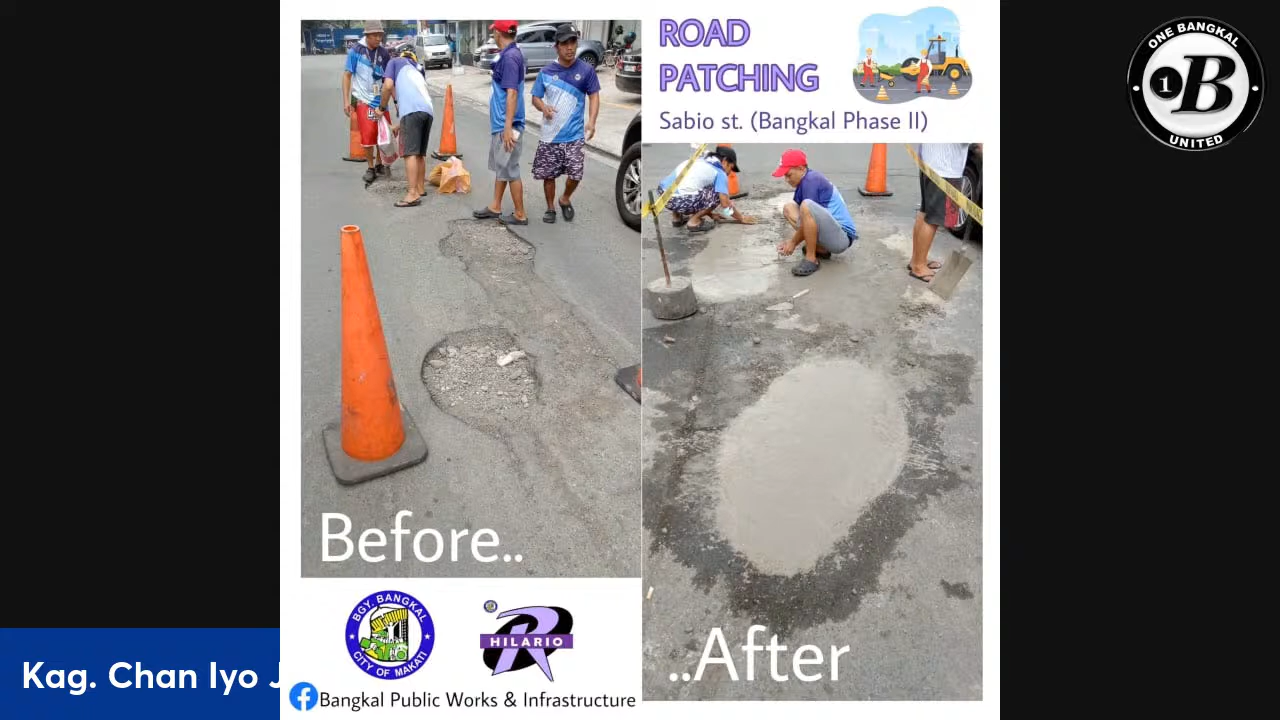 ROAD
PATCHING
Sabio st. (Bangkal Phase II)
ONE BANGKAL
1B
UNITED
Before..
..After
BGY. BANGKAL
CITY OF MAKATI
R
HILARIO
Kag. Chan Iyo J
Bangkal Public Works & Infrastructure